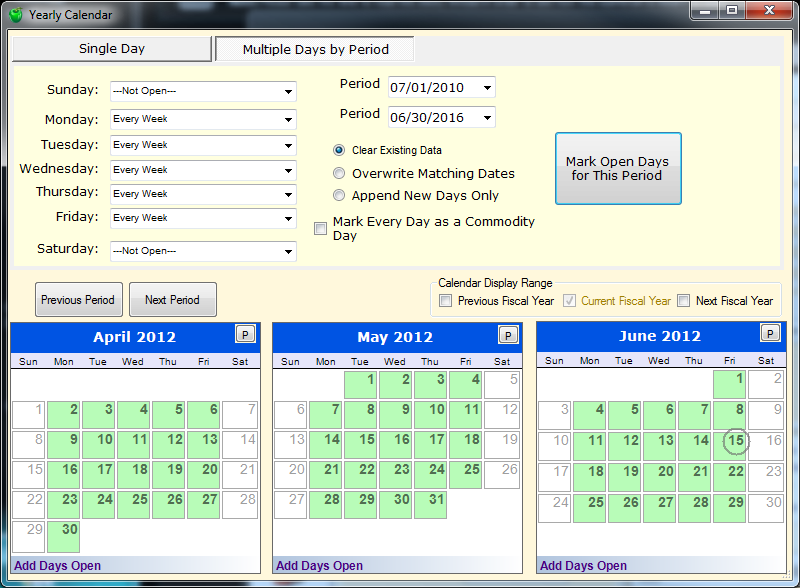 Yearly Calendar
Single Day
Multiple Days by Period
Sunday: ---Not Open---
Monday: Every Week
Tuesday: Every Week
Wednesday: Every Week
Thursday: Every Week
Friday: Every Week
Saturday: ---Not Open---
Period 07/01/2010
Period 06/30/2016
Clear Existing Data
Overwrite Matching Dates
Append New Days Only
Mark Every Day as a Commodity
Day
Mark Open Days
for This Period
Previous Period
Next Period
Calendar Display Range
Previous Fiscal Year
Current Fiscal Year
Next Fiscal Year
April 2012 P
Sun Mon Tue Wed Thu Fri Sat
1 2 3 4 5 6 7
8 9 10 11 12 13 14
15 16 17 18 19 20 21
22 23 24 25 26 27 28
29 30
Add Days Open
May 2012 P
Sun Mon Tue Wed Thu Fri Sat
1 2 3 4 5
6 7 8 9 10 11 12
13 14 15 16 17 18 19
20 21 22 23 24 25 26
27 28 29 30 31
Add Days Open
June 2012 P
Sun Mon Tue Wed Thu Fri Sat
1 2
3 4 5 6 7 8 9
10 11 12 13 14 15 16
17 18 19 20 21 22 23
24 25 26 27 28 29 30
Add Days Open